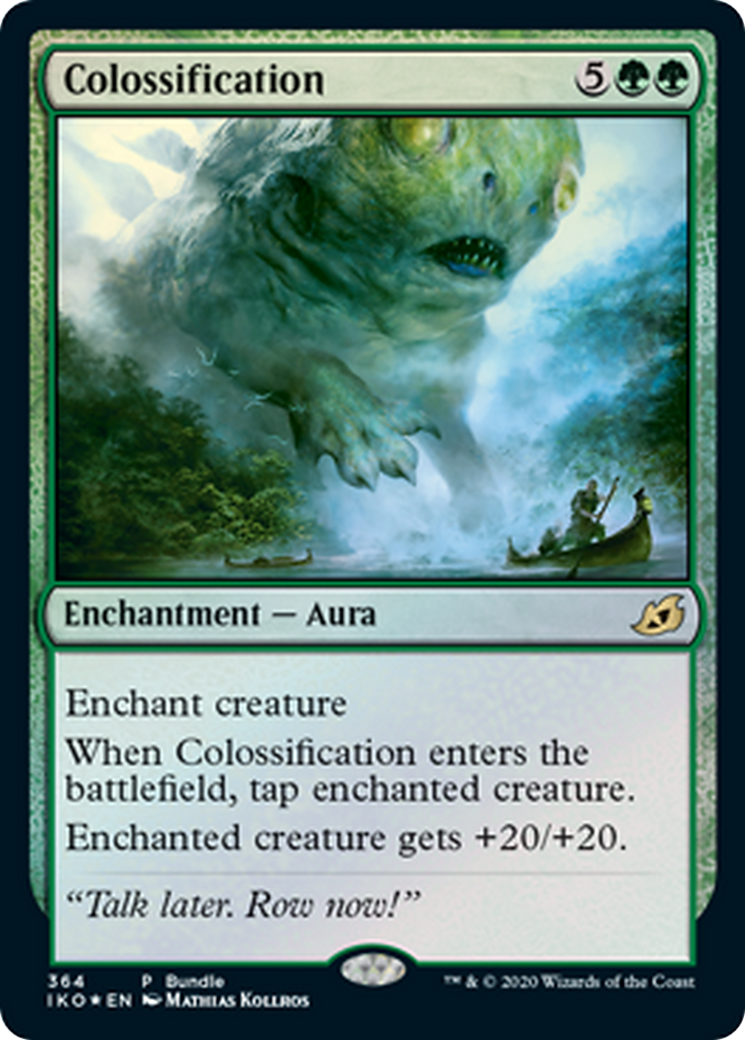 Colossification 5
Enchantment — Aura
Enchant creature
When Colossification enters the
battlefield, tap enchanted creature.
Enchanted creature gets +20/+20.
“Talk later. Row now!”
364 P Bundle
IKO★EN Mathias Kollros
™ & © 2020 Wizards of the Coast